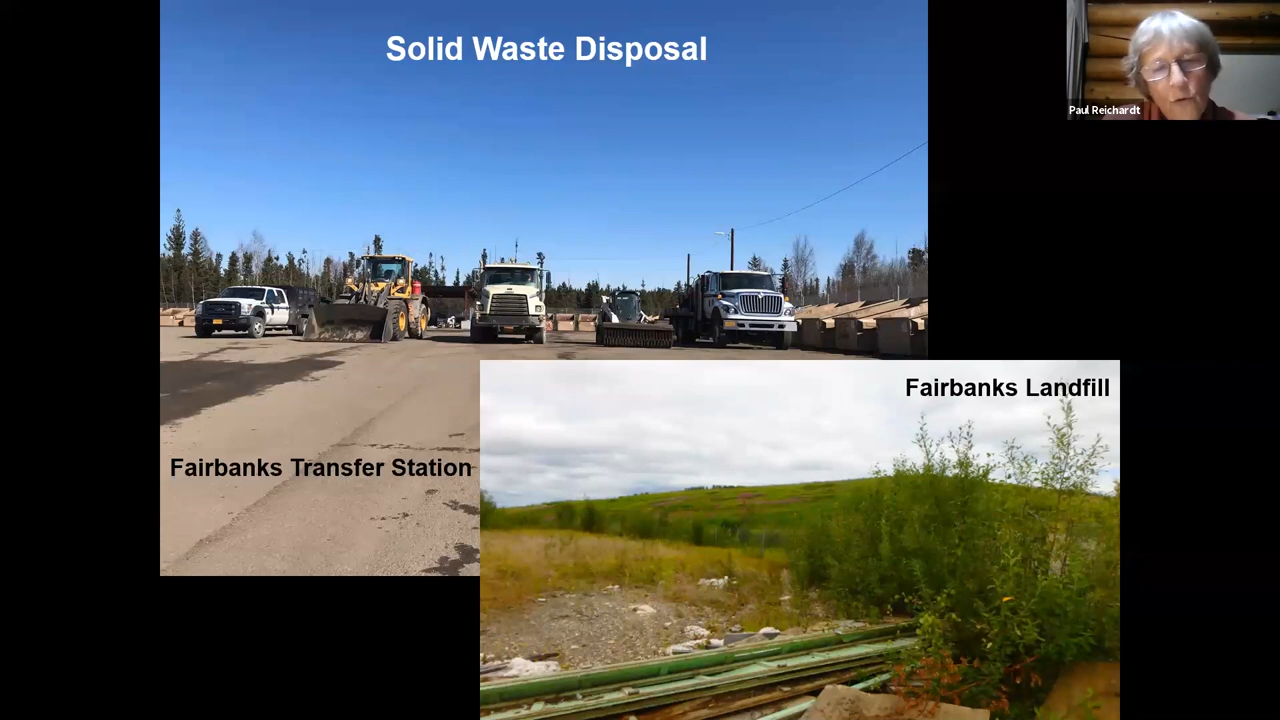 Solid Waste Disposal
Paul Reichardt
Fairbanks Landfill
Fairbanks Transfer Station